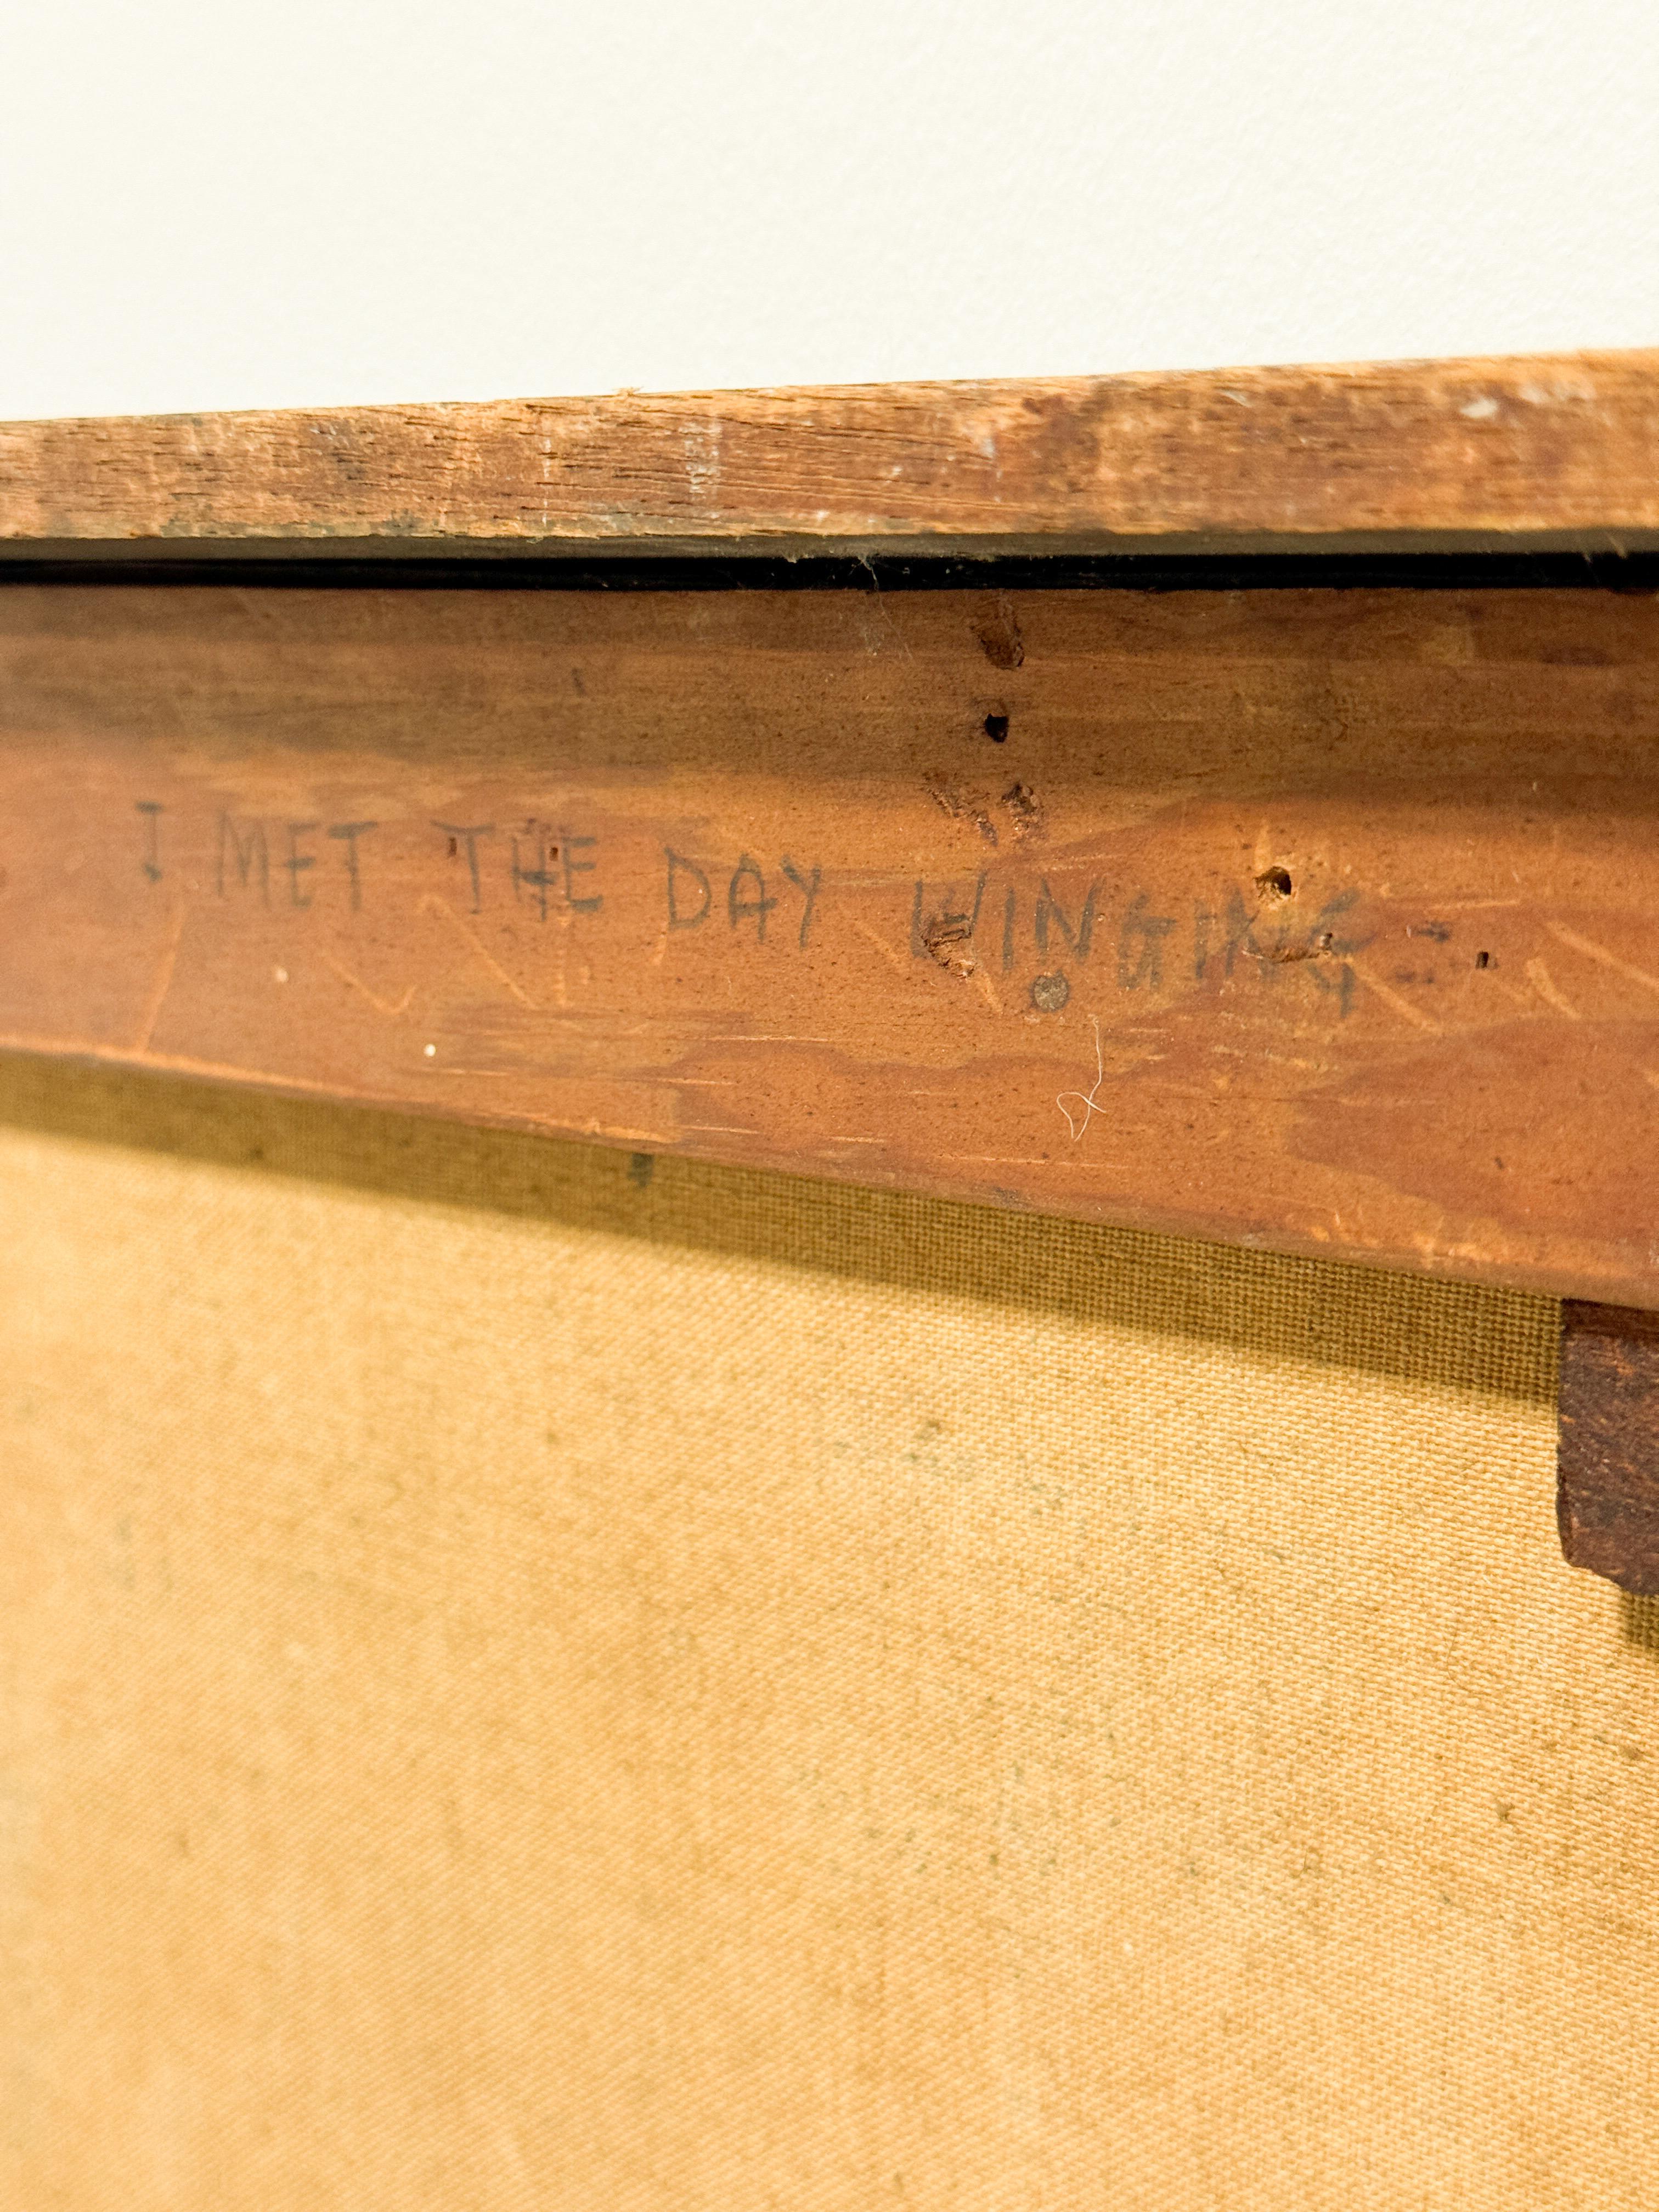 I MET THE DAY WINGING